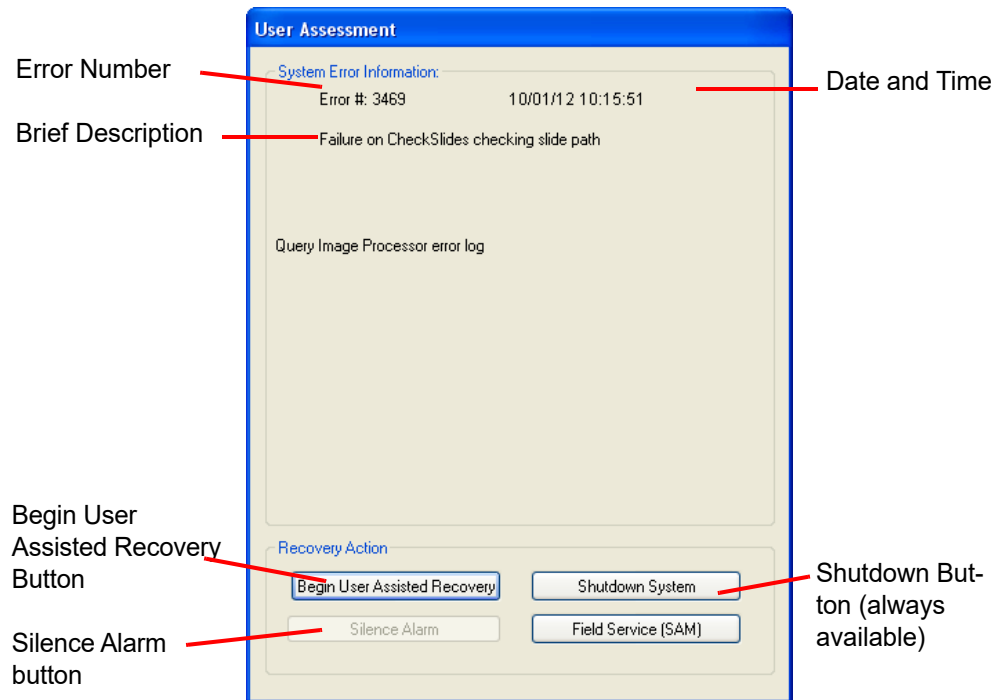 User Assessment
System Error Information:
Error Number
Error #: 3469
10/01/12 10:15:51
Date and Time
Brief Description
Failure on CheckSlides checking slide path
Query Image Processor error log
Begin User
Assisted Recovery
Button
Recovery Action
Begin User Assisted Recovery
Shutdown System
Shutdown But-
ton (always
available)
Silence Alarm
Field Service (SAM)
Silence Alarm
button